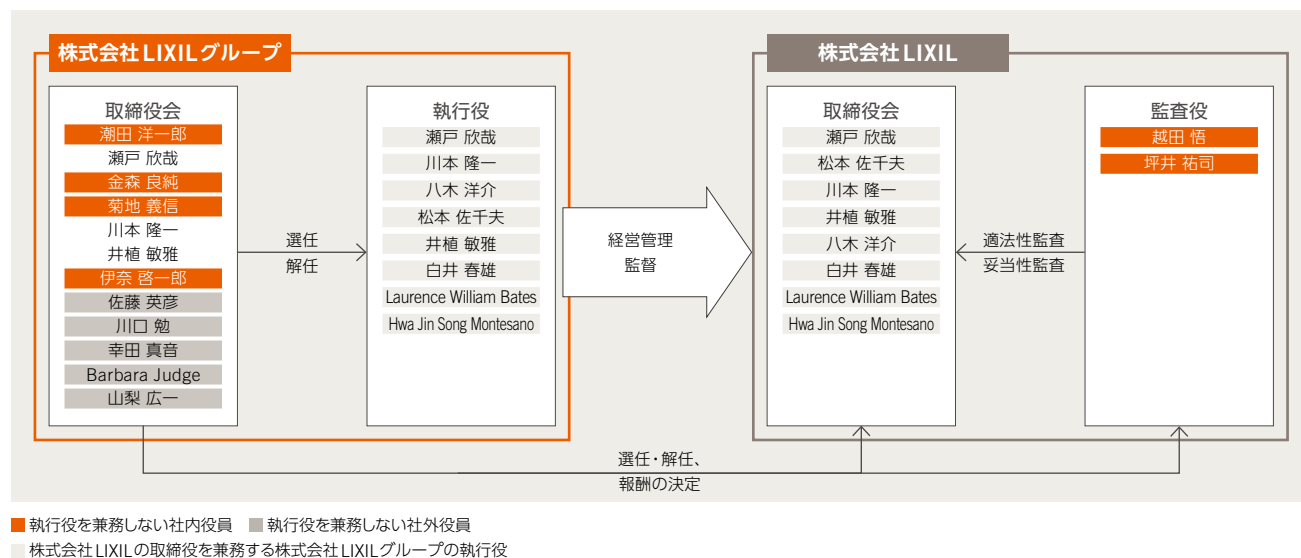 株式会社LIXILグループ
取締役会
潮田 洋一郎
瀬戸 欣哉
金森 良純
菊地 義信
川本 隆一
井植 敏雅
伊奈 啓一郎
佐藤 英彦
川口 勉
幸田 真音
Barbara Judge
山梨 広一
選任
解任
執行役
瀬戸 欣哉
川本 隆一
八木 洋介
松本 佐千夫
井植 敏雅
白井 春雄
Laurence William Bates
Hwa Jin Song Montesano
経営管理
監督
株式会社LIXIL
取締役会
瀬戸 欣哉
松本 佐千夫
川本 隆一
井植 敏雅
八木 洋介
白井 春雄
Laurence William Bates
Hwa Jin Song Montesano
適法性監査
妥当性監査
監査役
越田 悟
坪井 祐司
選任・解任、
報酬の決定
執行役を兼務しない社内役員 執行役を兼務しない社外役員
株式会社LIXILの取締役を兼務する株式会社LIXILグループの執行役